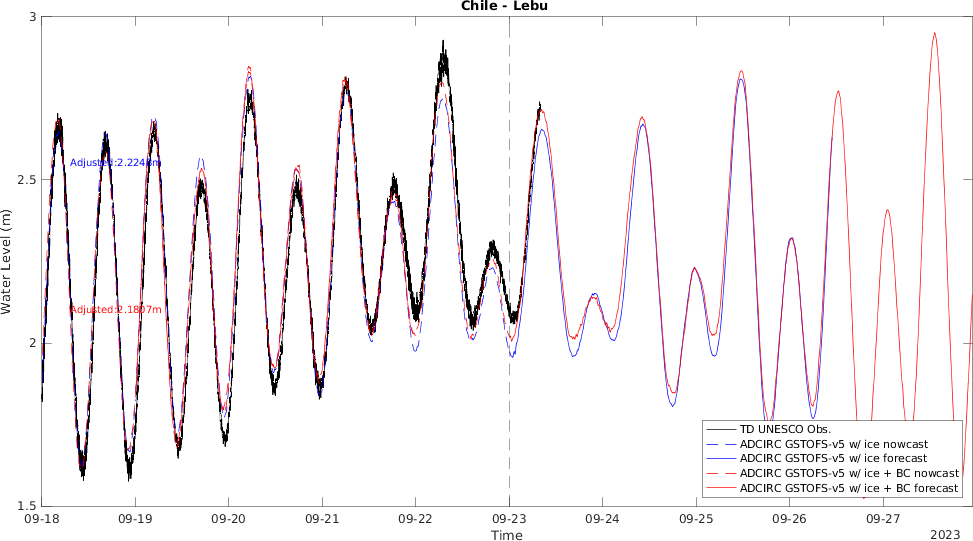 Chile - Lebu
3
2.5
2
1.5
Water Level (m)
Adjusted:2.2248m
Adjusted:2.1807m
TD UNESCO Obs.
ADCIRC GSTOFS-v5 w/ ice nowcast
ADCIRC GSTOFS-v5 w/ ice forecast
ADCIRC GSTOFS-v5 w/ ice + BC nowcast
ADCIRC GSTOFS-v5 w/ ice + BC forecast
09-18 09-19 09-20 09-21 09-22 09-23 09-24 09-25 09-26 09-27
Time
2023